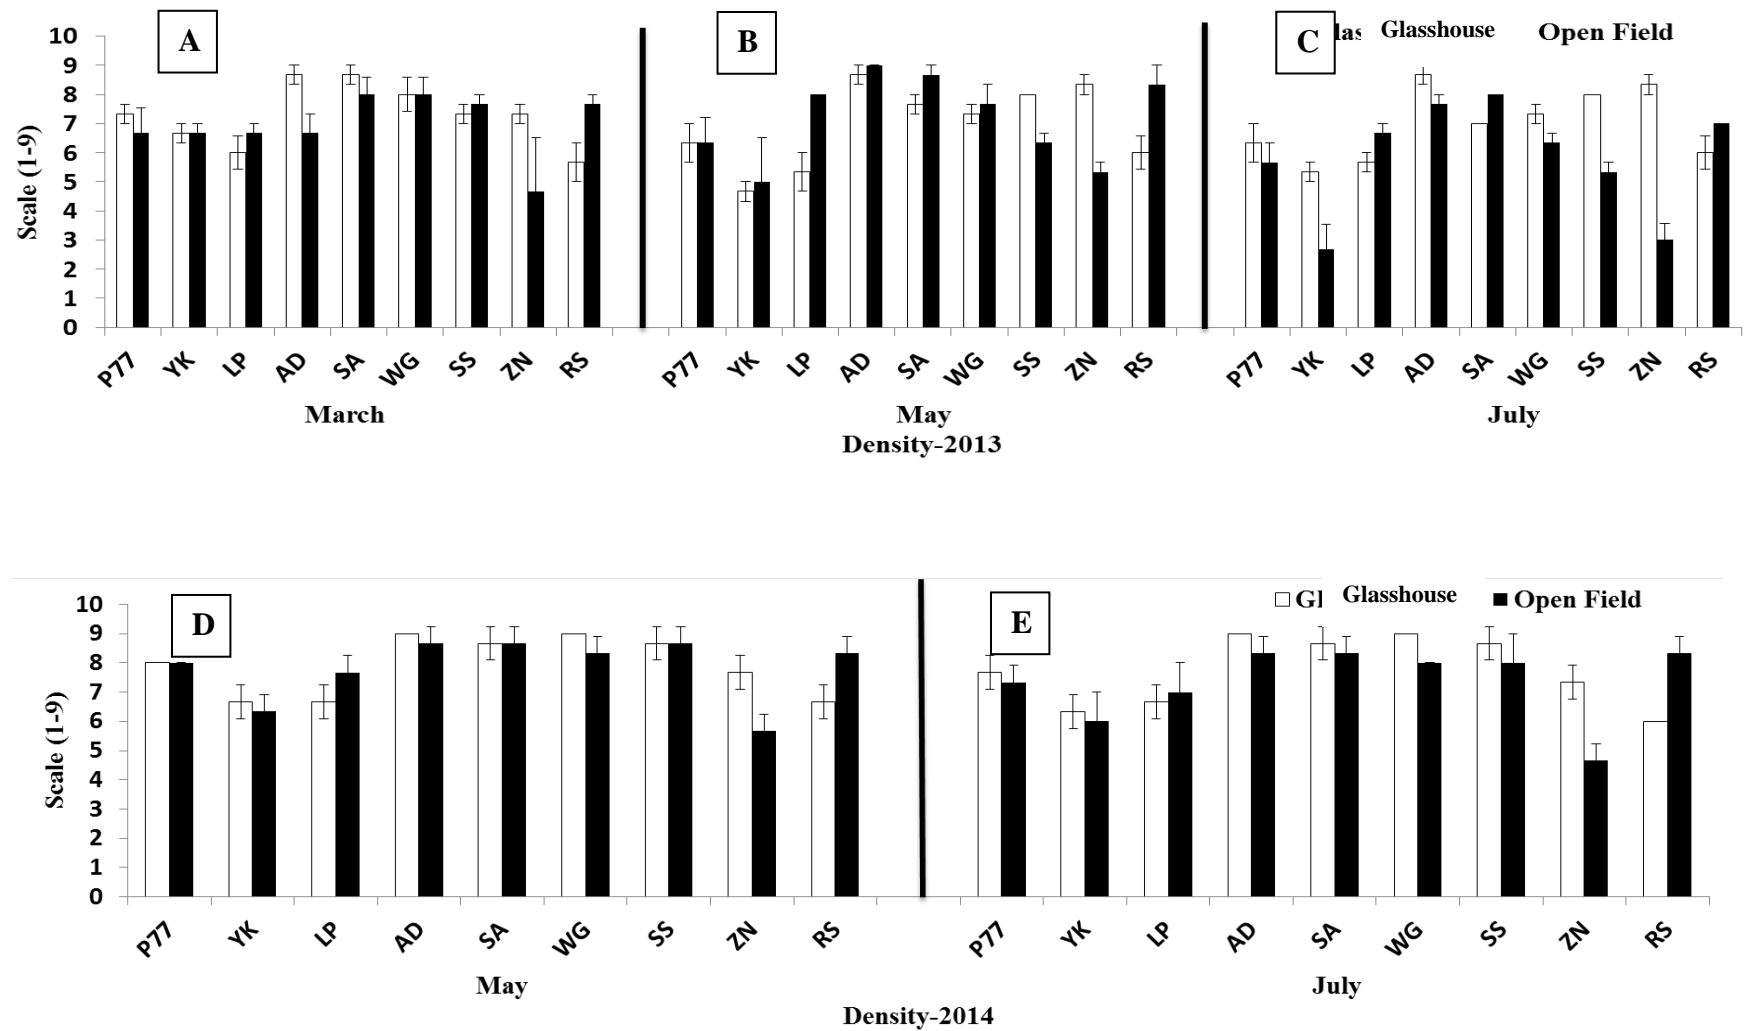 A B C Glasshouse Open Field
10
9
8
7
6
5
4
3
2
1
0
Scale (1-9)
P77 YK LP AD SA WG SS ZN RS P77 YK LP AD SA WG SS ZN RS P77 YK LP AD SA WG SS ZN RS
March May July
Density-2013
D E Glasshouse Open Field
10
9
8
7
6
5
4
3
2
1
0
Scale (1-9)
P77 YK LP AD SA WG SS ZN RS P77 YK LP AD SA WG SS ZN RS
May July
Density-2014